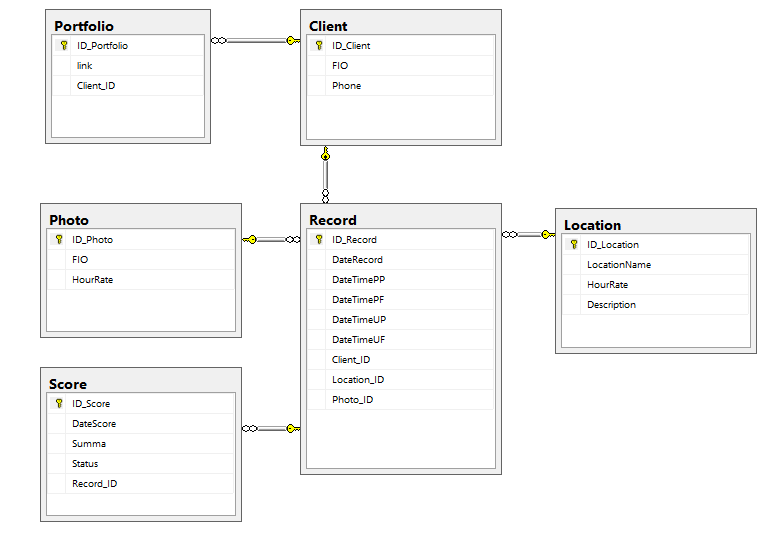 Portfolio
ID_Portfolio
link
Client_ID
Client
ID_Client
FIO
Phone
Photo
ID_Photo
FIO
HourRate
Record
ID_Record
DateRecord
DateTimePP
DateTimePF
DateTimeUP
DateTimeUF
Client_ID
Location_ID
Photo_ID
Location
ID_Location
LocationName
HourRate
Description
Score
ID_Score
DateScore
Summa
Status
Record_ID